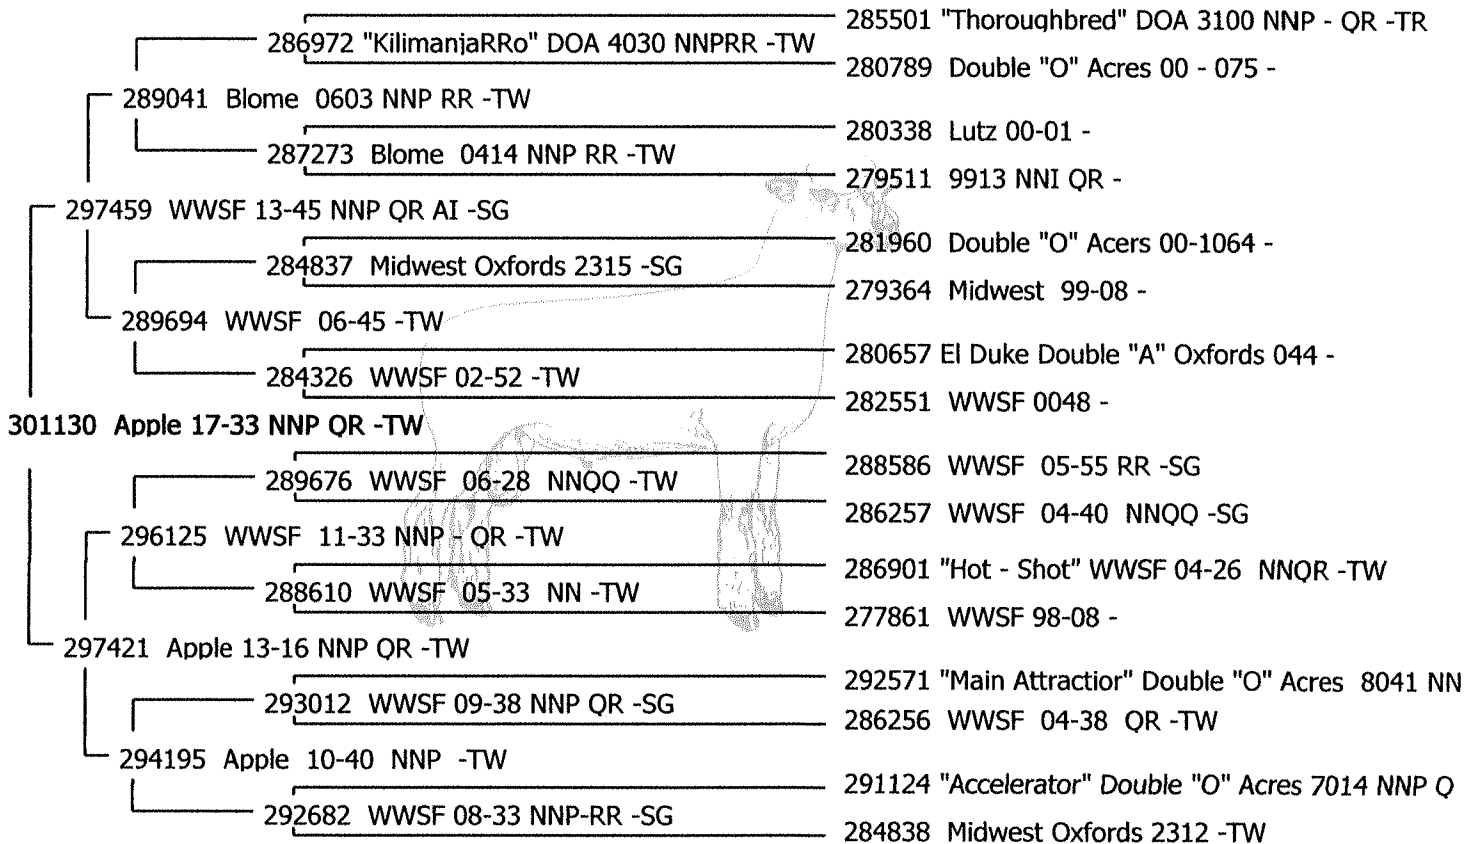 285501 "Thoroughbred" DOA 3100 NNP - QR -TR
286972 "KilimanjaRRo" DOA 4030 NNPRR -TW
280789 Double "O" Acres 00 - 075 -
289041 Blome 0603 NNP RR -TW
280338 Lutz 00-01 -
287273 Blome 0414 NNP RR -TW
279511 9913 NNI QR -
297459 WWSF 13-45 NNP QR AI -SG
281960 Double "O" Acers 00-1064 -
284837 Midwest Oxfords 2315 -SG
279364 Midwest 99-08 -
289694 WWSF 06-45 -TW
280657 El Duke Double "A" Oxfords 044 -
284326 WWSF 02-52 -TW
282551 WWSF 0048 -
301130 Apple 17-33 NNP QR -TW
288586 WWSF 05-55 RR -SG
289676 WWSF 06-28 NNQQ -TW
286257 WWSF 04-40 NNQQ -SG
296125 WWSF 11-33 NNP - QR -TW
286901 "Hot - Shot" WWSF 04-26 NNQR -TW
288610 WWSF 05-33 NN -TW
277861 WWSF 98-08 -
297421 Apple 13-16 NNP QR -TW
292571 "Main Attractior" Double "O" Acres 8041 NN
293012 WWSF 09-38 NNP QR -SG
286256 WWSF 04-38 QR -TW
294195 Apple 10-40 NNP -TW
291124 "Accelerator" Double "O" Acres 7014 NNP Q
292682 WWSF 08-33 NNP-RR -SG
284838 Midwest Oxfords 2312 -TW